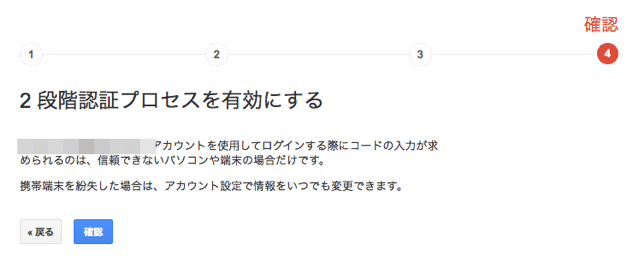 確認
1 2 3 4
2 段階認証プロセスを有効にする
アカウントを使用してログインする際にコードの入力が求
められるのは、信頼できないパソコンや端末の場合だけです。
携帯端末を紛失した場合は、アカウント設定で情報をいつでも変更できます。
« 戻る 確認